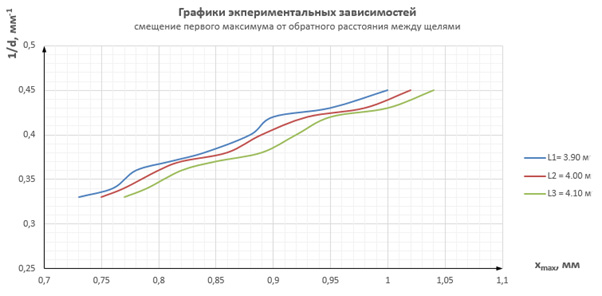 Графики экпериментальных зависимостей
смещение первого максимума от обратного расстояния между щелями
1/d, мм⁻¹
0,5
0,45
0,4
0,35
0,3
0,25
0,7
0,75
0,8
0,85
0,9
0,95
1
1,05
1,1
xmax, мм
L1= 3.90 м
L2 = 4.00 м
L3 = 4.10 м